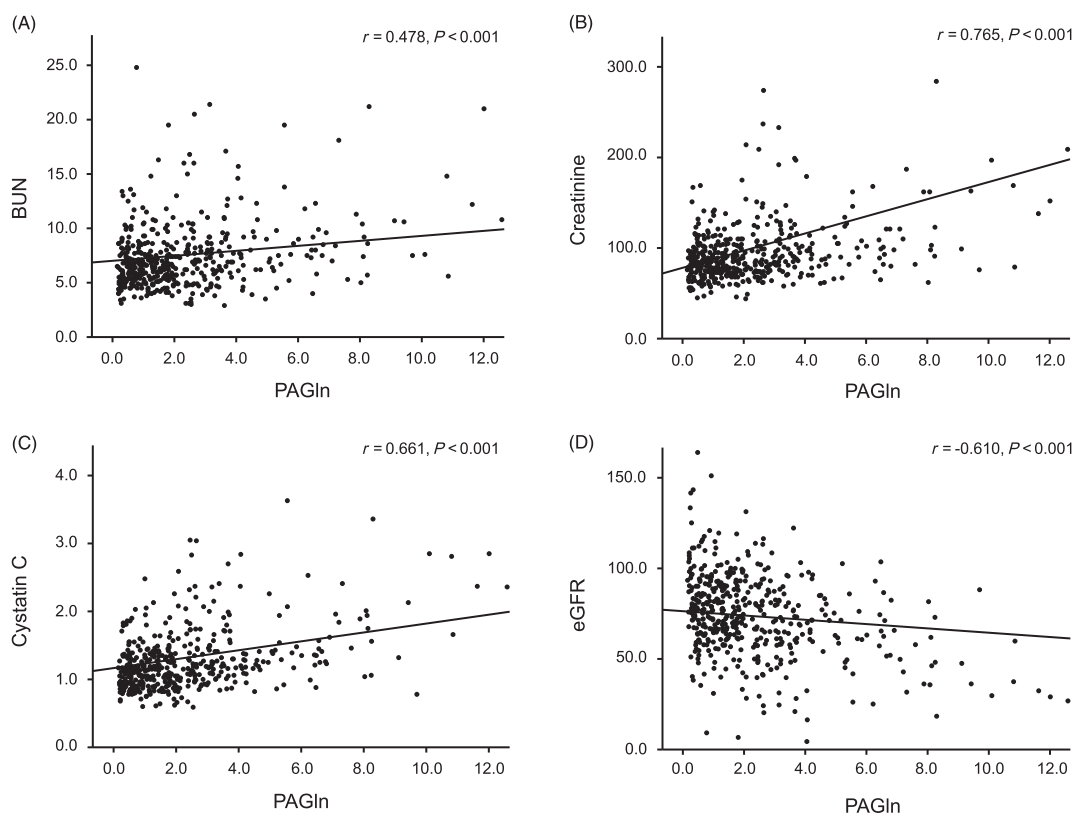 (A)
r = 0.478, P < 0.001
BUN
25.0
20.0
15.0
10.0
5.0
0.0
0.0 2.0 4.0 6.0 8.0 10.0 12.0
PAGln
(B)
r = 0.765, P < 0.001
Creatinine
300.0
200.0
100.0
0.0
0.0 2.0 4.0 6.0 8.0 10.0 12.0
PAGln
(C)
r = 0.661, P < 0.001
Cystatin C
4.0
3.0
2.0
1.0
0.0
0.0 2.0 4.0 6.0 8.0 10.0 12.0
PAGln
(D)
r = -0.610, P < 0.001
eGFR
150.0
100.0
50.0
0.0
0.0 2.0 4.0 6.0 8.0 10.0 12.0
PAGln